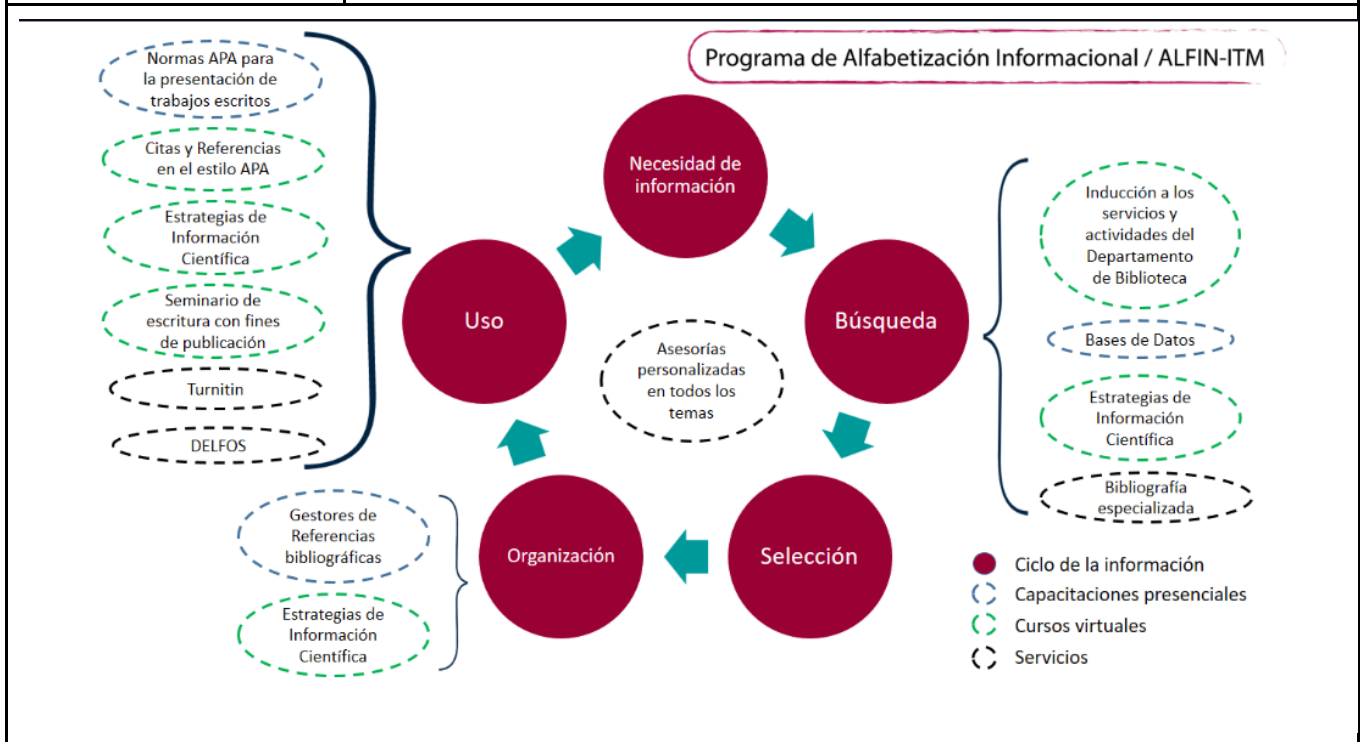 Programa de Alfabetización Informacional / ALFIN-ITM
Normas APA para
la presentación de
trabajos escritos
Citas y Referencias
en el estilo APA
Estrategias de
Información
Científica
Seminario de
escritura con fines
de publicación
Turnitin
DELFOS
Uso
Necesidad de
información
Búsqueda
Asesorías
personalizadas
en todos los
temas
Inducción a los
servicios y
actividades del
Departamento
de Biblioteca
Bases de Datos
Estrategias de
Información
Científica
Bibliografía
especializada
Gestores de
Referencias
bibliográficas
Estrategias de
Información
Científica
Organización
Selección
Ciclo de la información
Capacitaciones presenciales
Cursos virtuales
Servicios